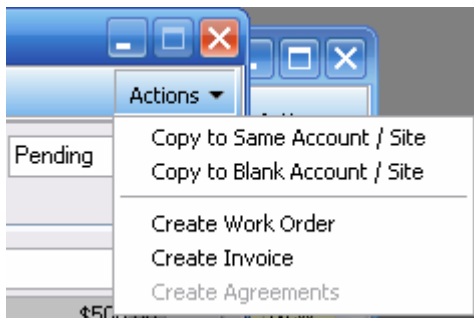 Actions
Pending
Copy to Same Account / Site
Copy to Blank Account / Site
Create Work Order
Create Invoice
Create Agreements